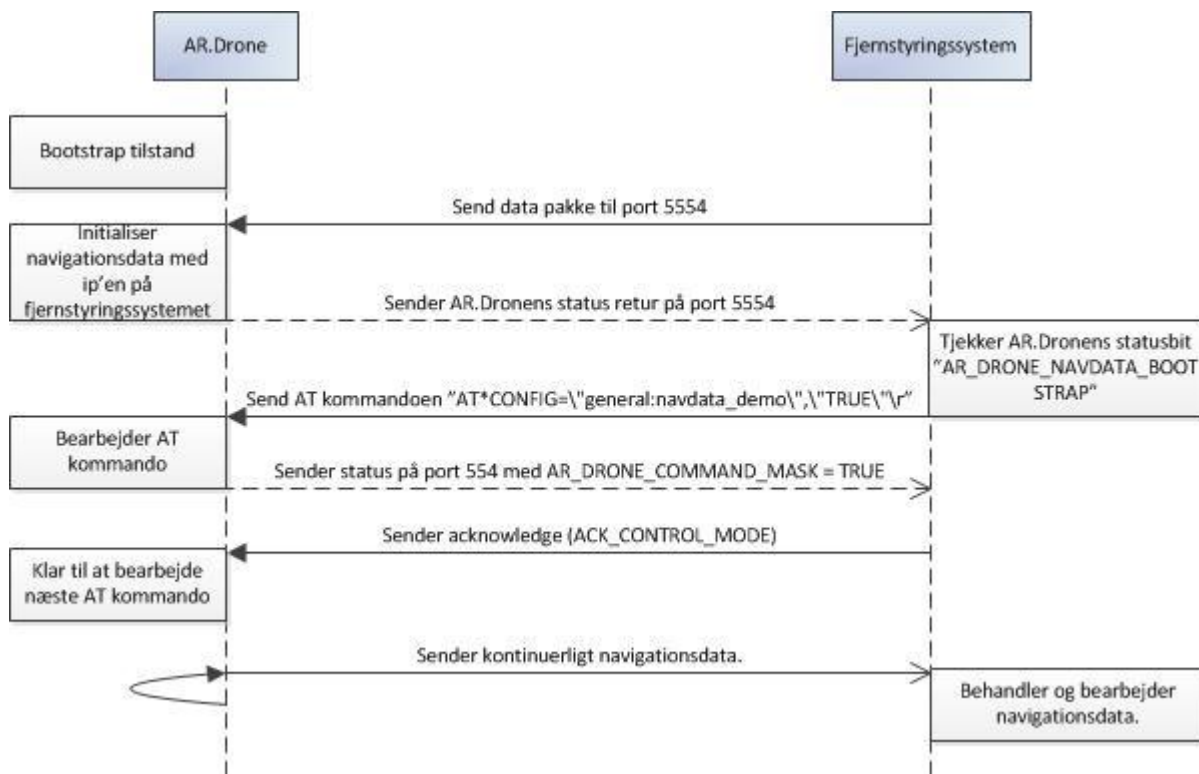 AR.Drone
Fjernstyringssystem
Bootstrap tilstand
Send data pakke til port 5554
Initialiser
navigationsdata med
ip’en på
fjernstyringssystemet
Sender AR.Dronens status retur på port 5554
Tjekker AR.Dronens statusbit
”AR_DRONE_NAVDATA_BOOT
STRAP”
Send AT kommandoen ”AT*CONFIG=\"general:navdata_demo\",\"TRUE\"\r”
Bearbejder AT
kommando
Sender status på port 554 med AR_DRONE_COMMAND_MASK = TRUE
Sender acknowledge (ACK_CONTROL_MODE)
Klar til at bearbejde
næste AT kommando
Sender kontinuerligt navigationsdata.
Behandler og bearbejder
navigationsdata.